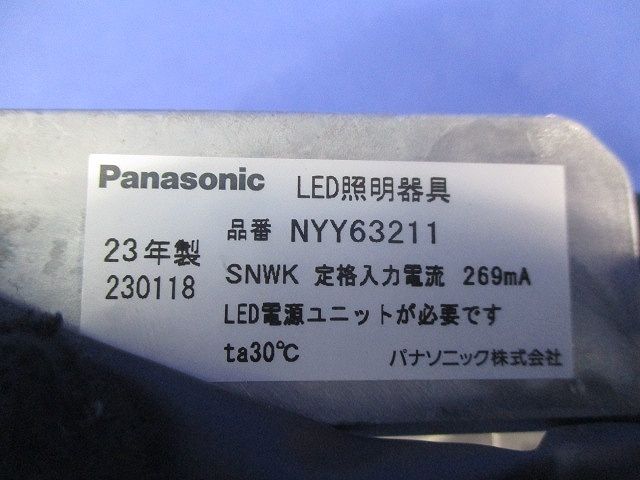 Panasonic LED照明器具
品番 NYY63211
23年製
230118
SNWK 定格入力電流 269mA
LED電源ユニットが必要です
ta30℃
パナソニック株式会社